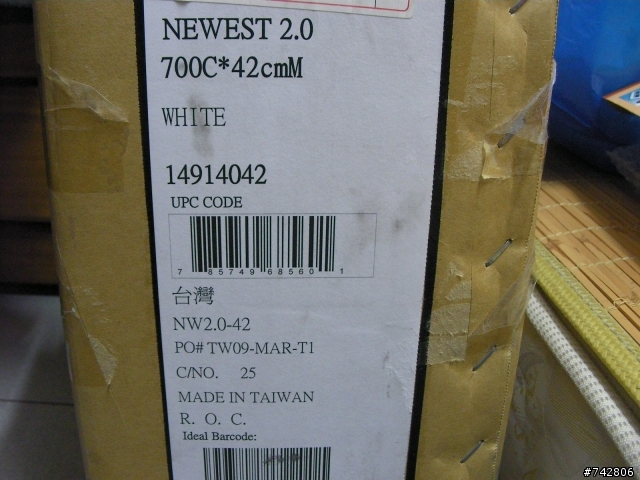 NEWEST 2.0
700C*42cmM
WHITE
14914042
UPC CODE
7 85749 68560 1
台灣
NW2.0-42
PO# TW09-MAR-T1
C/NO. 25
MADE IN TAIWAN
R. O. C.
Ideal Barcode:
#742806